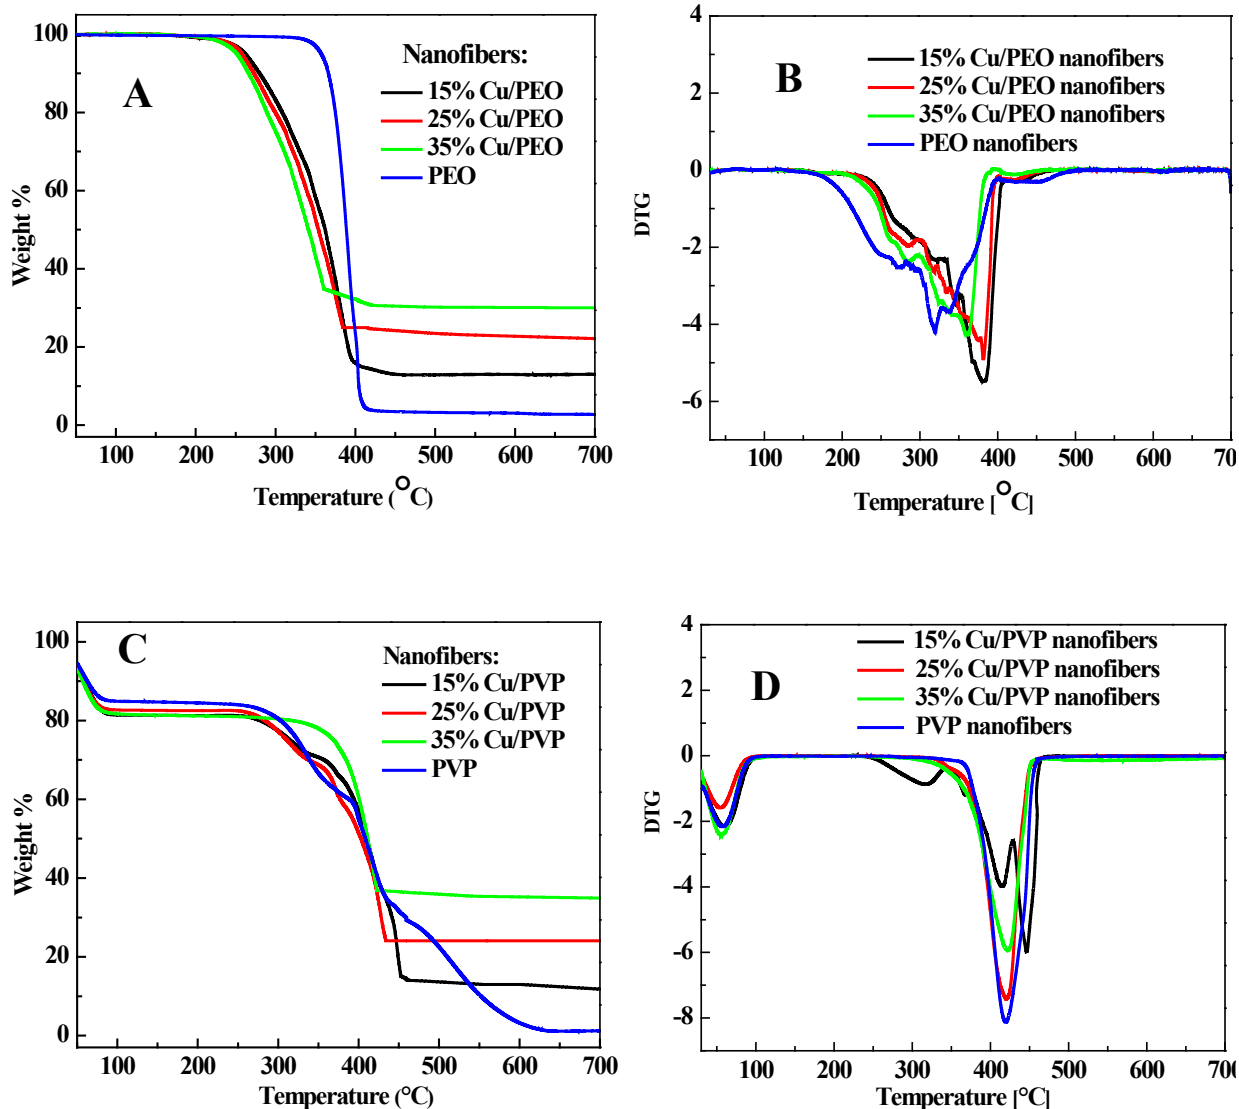 A
Nanofibers:
15% Cu/PEO
25% Cu/PEO
35% Cu/PEO
PEO
Weight %
100
80
60
40
20
0
100 200 300 400 500 600 700
Temperature (°C)
B
15% Cu/PEO nanofibers
25% Cu/PEO nanofibers
35% Cu/PEO nanofibers
PEO nanofibers
DTG
4
2
0
-2
-4
-6
100 200 300 400 500 600 70
Temperature [°C]
C
Nanofibers:
15% Cu/PVP
25% Cu/PVP
35% Cu/PVP
PVP
Weight %
100
80
60
40
20
0
100 200 300 400 500 600 700
Temperature (°C)
D
15% Cu/PVP nanofibers
25% Cu/PVP nanofibers
35% Cu/PVP nanofibers
PVP nanofibers
DTG
4
2
0
-2
-4
-6
-8
100 200 300 400 500 600 700
Temperature [°C]